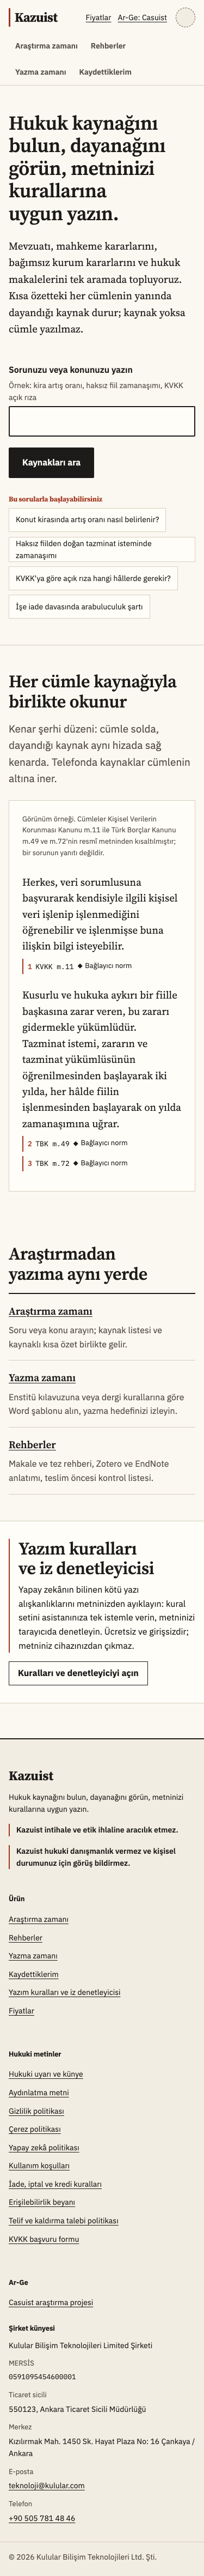 Kazuist
Fiyatlar Ar-Ge: Casuist
Araştırma zamanı Rehberler
Yazma zamanı Kaydettiklerim
Hukuk kaynağını
bulun, dayanağını
görün, metninizi
kurallarına
uygun yazın.
Mevzuatı, mahkeme kararlarını,
bağımsız kurum kararlarını ve hukuk
makalelerini tek aramada topluyoruz.
Kısa özetteki her cümlenin yanında
dayandığı kaynak durur; kaynak yoksa
cümle yazılmaz.
Sorunuzu veya konunuzu yazın
Örnek: kira artış oranı, haksız fiil zamanaşımı, KVKK
açık rıza
Kaynakları ara
Bu sorularla başlayabilirsiniz
Konut kirasında artış oranı nasıl belirlenir?
Haksız fiilden doğan tazminat isteminde
zamanaşımı
KVKK'ya göre açık rıza hangi hâllerde gerekir?
İşe iade davasında arabuluculuk şartı
Her cümle kaynağıyla
birlikte okunur
Kenar şerhi düzeni: cümle solda,
dayandığı kaynak aynı hizada sağ
kenarda. Telefonda kaynaklar cümlenin
altına iner.
Görünüm örneği. Cümleler Kişisel Verilerin
Korunması Kanunu m.11 ile Türk Borçlar Kanunu
m.49 ve m.72'nin resmî metninden kısaltılmıştır;
bir sorunun yanıtı değildir.
Herkes, veri sorumlusuna
başvurarak kendisiyle ilgili kişisel
veri işlenip işlenmediğini
öğrenebilir ve işlenmişse buna
ilişkin bilgi isteyebilir.
1 KVKK m.11 ◆ Bağlayıcı norm
Kusurlu ve hukuka aykırı bir fiille
başkasına zarar veren, bu zararı
gidermekle yükümlüdür.
Tazminat istemi, zararın ve
tazminat yükümlüsünün
öğrenilmesinden başlayarak iki
yılda, her hâlde fiilin
işlenmesinden başlayarak on yılda
zamanaşımına uğrar.
2 TBK m.49 ◆ Bağlayıcı norm
3 TBK m.72 ◆ Bağlayıcı norm
Araştırmadan
yazıma aynı yerde
Araştırma zamanı
Soru veya konu arayın; kaynak listesi ve
kaynaklı kısa özet birlikte gelir.
Yazma zamanı
Enstitü kılavuzuna veya dergi kurallarına göre
Word şablonu alın, yazma hedefinizi izleyin.
Rehberler
Makale ve tez rehberi, Zotero ve EndNote
anlatımı, teslim öncesi kontrol listesi.
Yazım kuralları
ve iz denetleyicisi
Yapay zekânın bilinen kötü yazı
alışkanlıklarını metninizden ayıklayın: kural
setini asistanınıza tek istemle verin, metninizi
tarayıcıda denetleyin. Ücretsiz ve girişsizdir;
metniniz cihazınızdan çıkmaz.
Kuralları ve denetleyiciyi açın
Kazuist
Hukuk kaynağını bulun, dayanağını görün, metninizi
kurallarına uygun yazın.
Kazuist intihale ve etik ihlaline aracılık etmez.
Kazuist hukuki danışmanlık vermez ve kişisel
durumunuz için görüş bildirmez.
Ürün
Araştırma zamanı
Rehberler
Yazma zamanı
Kaydettiklerim
Yazım kuralları ve iz denetleyicisi
Fiyatlar
Hukuki metinler
Hukuki uyarı ve künye
Aydınlatma metni
Gizlilik politikası
Çerez politikası
Yapay zekâ politikası
Kullanım koşulları
İade, iptal ve kredi kuralları
Erişilebilirlik beyanı
Telif ve kaldırma talebi politikası
KVKK başvuru formu
Ar-Ge
Casuist araştırma projesi
Şirket künyesi
Kulular Bilişim Teknolojileri Limited Şirketi
MERSİS
0591095454600001
Ticaret sicili
550123, Ankara Ticaret Sicili Müdürlüğü
Merkez
Kızılırmak Mah. 1450 Sk. Hayat Plaza No: 16 Çankaya /
Ankara
E-posta
teknoloji@kulular.com
Telefon
+90 505 781 48 46
© 2026 Kulular Bilişim Teknolojileri Ltd. Şti.